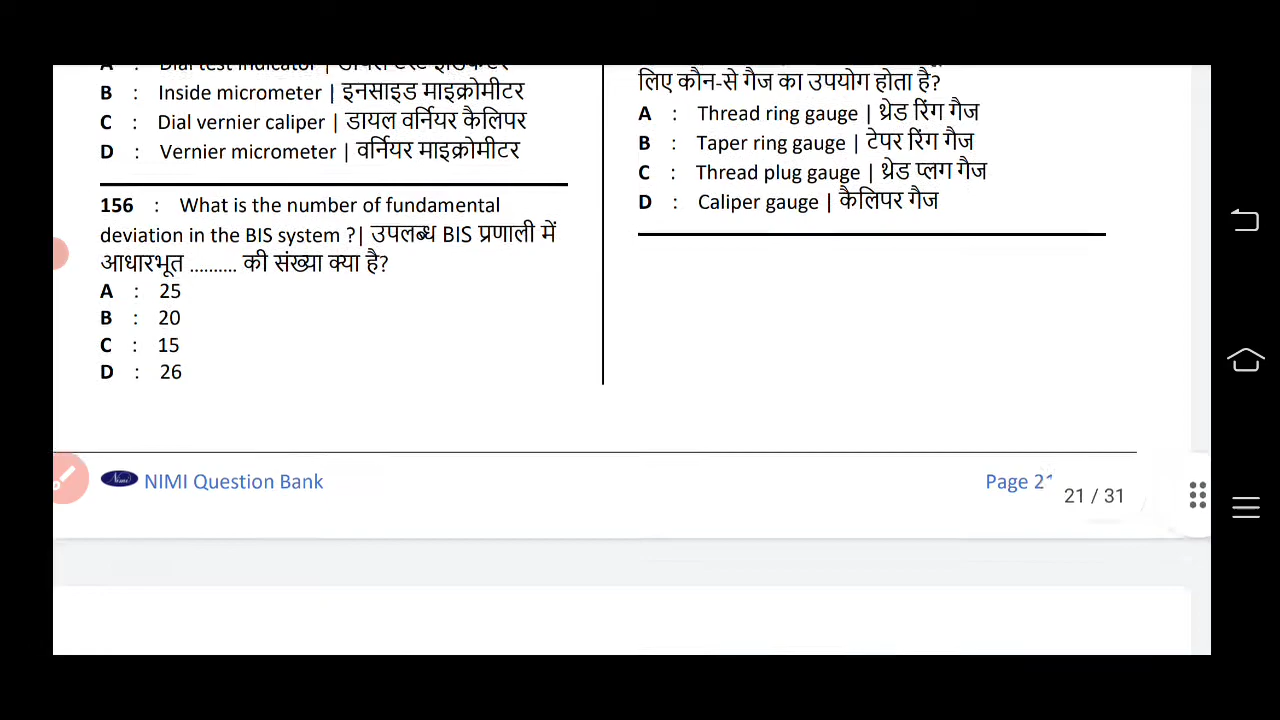 B : Inside micrometer | इनसाइड माइक्रोमीटर
C : Dial vernier caliper | डायल वर्नियर कैलिपर
D : Vernier micrometer | वर्नियर माइक्रोमीटर
156 : What is the number of fundamental
deviation in the BIS system ?| उपलब्ध BIS प्रणाली में
आधारभूत .......... की संख्या क्या है?
A : 25
B : 20
C : 15
D : 26
लिए कौन-से गैज का उपयोग होता है?
A : Thread ring gauge | थ्रेड रिंग गैज
B : Taper ring gauge | टेपर रिंग गैज
C : Thread plug gauge | थ्रेड प्लग गैज
D : Caliper gauge | कैलिपर गैज
NIMI Question Bank
Page 21
21 / 31